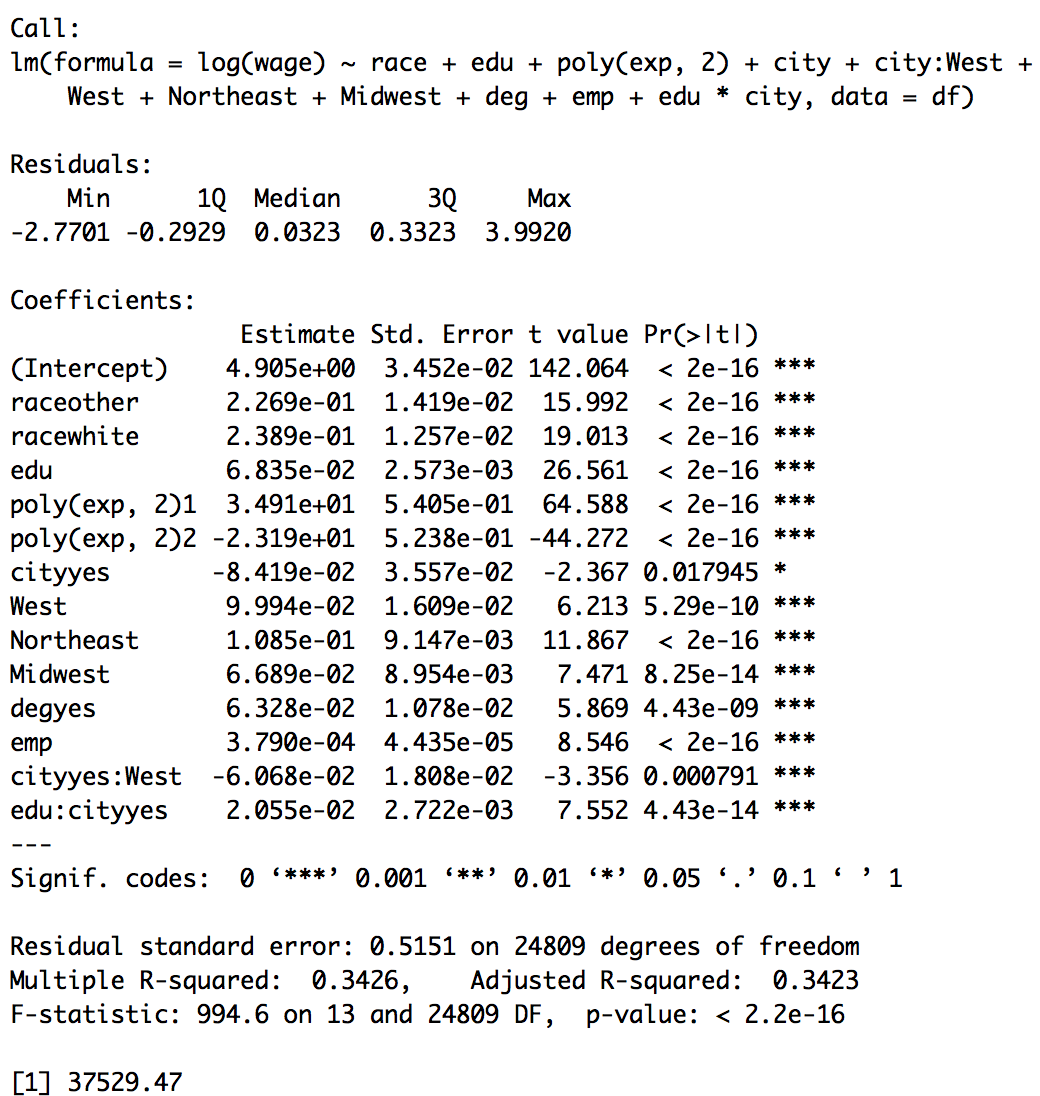 Call:
lm(formula = log(wage) ~ race + edu + poly(exp, 2) + city + city:West +
    West + Northeast + Midwest + deg + emp + edu * city, data = df)

Residuals:
    Min      1Q  Median      3Q     Max
-2.7701 -0.2929  0.0323  0.3323  3.9920

Coefficients:
                Estimate Std. Error t value Pr(>|t|)
(Intercept)    4.905e+00  3.452e-02 142.064  < 2e-16 ***
raceother      2.269e-01  1.419e-02  15.992  < 2e-16 ***
racewhite      2.389e-01  1.257e-02  19.013  < 2e-16 ***
edu            6.835e-02  2.573e-03  26.561  < 2e-16 ***
poly(exp, 2)1  3.491e+01  5.405e-01  64.588  < 2e-16 ***
poly(exp, 2)2 -2.319e+01  5.238e-01 -44.272  < 2e-16 ***
cityyes       -8.419e-02  3.557e-02  -2.367 0.017945 *
West           9.994e-02  1.609e-02   6.213 5.29e-10 ***
Northeast      1.085e-01  9.147e-03  11.867  < 2e-16 ***
Midwest        6.689e-02  8.954e-03   7.471 8.25e-14 ***
degyes         6.328e-02  1.078e-02   5.869 4.43e-09 ***
emp            3.790e-04  4.435e-05   8.546  < 2e-16 ***
cityyes:West  -6.068e-02  1.808e-02  -3.356 0.000791 ***
edu:cityyes    2.055e-02  2.722e-03   7.552 4.43e-14 ***
---
Signif. codes:  0 ‘***’ 0.001 ‘**’ 0.01 ‘*’ 0.05 ‘.’ 0.1 ‘ ’ 1

Residual standard error: 0.5151 on 24809 degrees of freedom
Multiple R-squared:  0.3426,    Adjusted R-squared:  0.3423
F-statistic: 994.6 on 13 and 24809 DF,  p-value: < 2.2e-16

[1] 37529.47